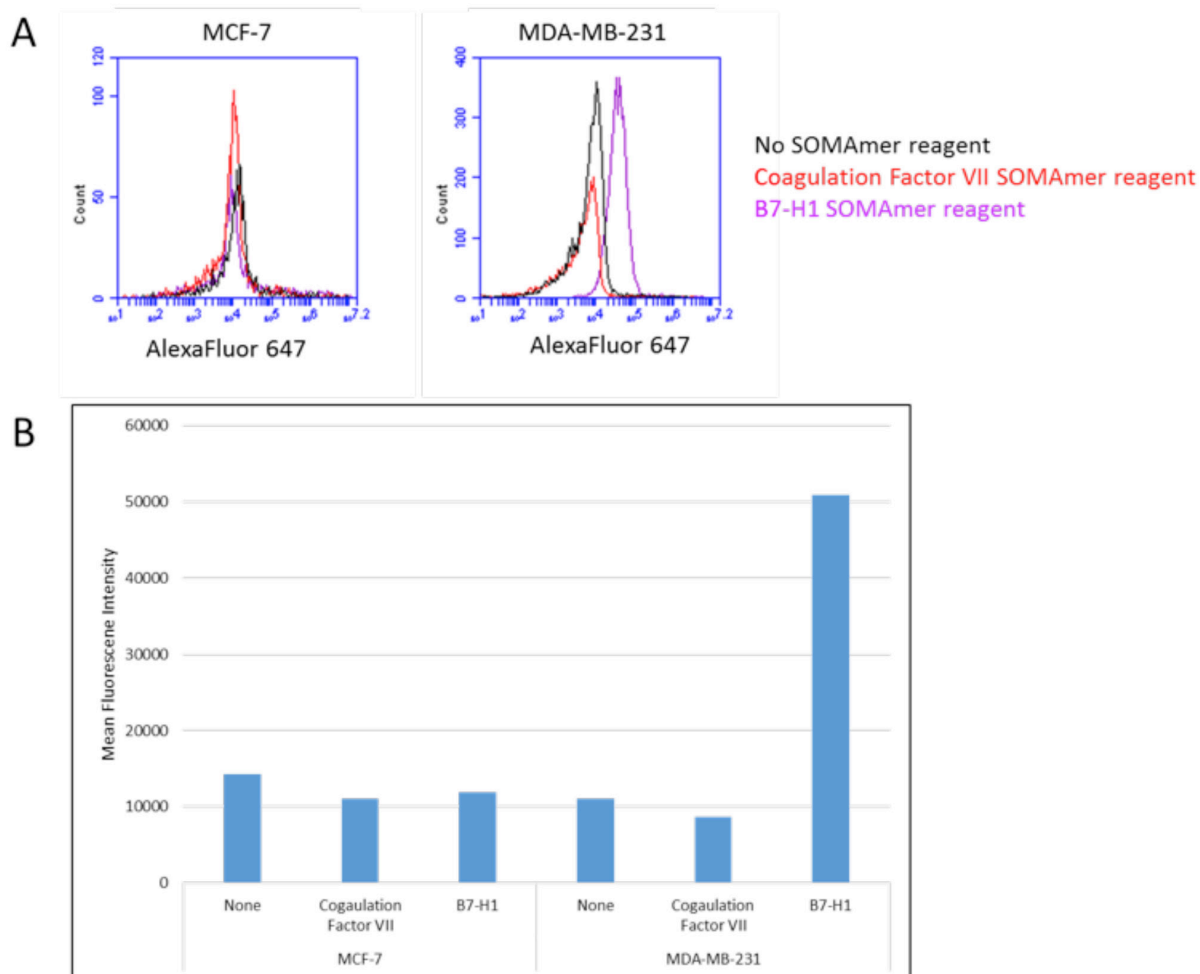 A
MCF-7
MDA-MB-231
120
100
50
0
Count
AlexaFluor 647
400
300
200
100
0
Count
AlexaFluor 647
No SOMAmer reagent
Coagulation Factor VII SOMAmer reagent
B7-H1 SOMAmer reagent
B
60000
50000
40000
30000
20000
10000
0
Mean Fluorescene Intensity
None
Cogaulation
Factor VII
B7-H1
None
Cogaulation
Factor VII
B7-H1
MCF-7
MDA-MB-231